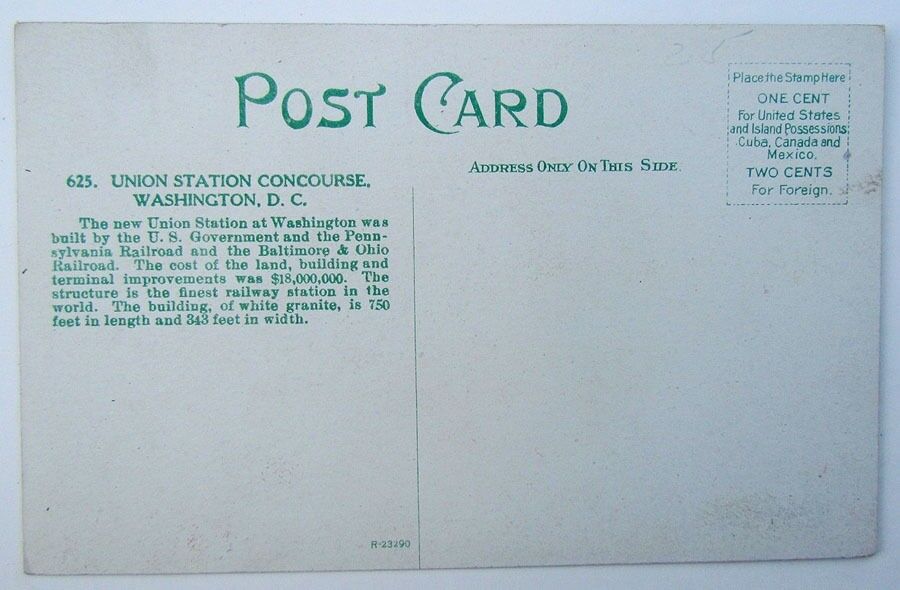 POST CARD
Place the Stamp Here
ONE CENT
For United States
and Island Possessions,
Cuba, Canada and
Mexico,
TWO CENTS
For Foreign.
ADDRESS ONLY ON THIS SIDE.
625. UNION STATION CONCOURSE,
WASHINGTON, D. C.
The new Union Station at Washington was
built by the U. S. Government and the Penn-
sylvania Railroad and the Baltimore & Ohio
Railroad. The cost of the land, building and
terminal improvements was $18,000,000. The
structure is the finest railway station in the
world. The building, of white granite, is 750
feet in length and 343 feet in width.
R-23290